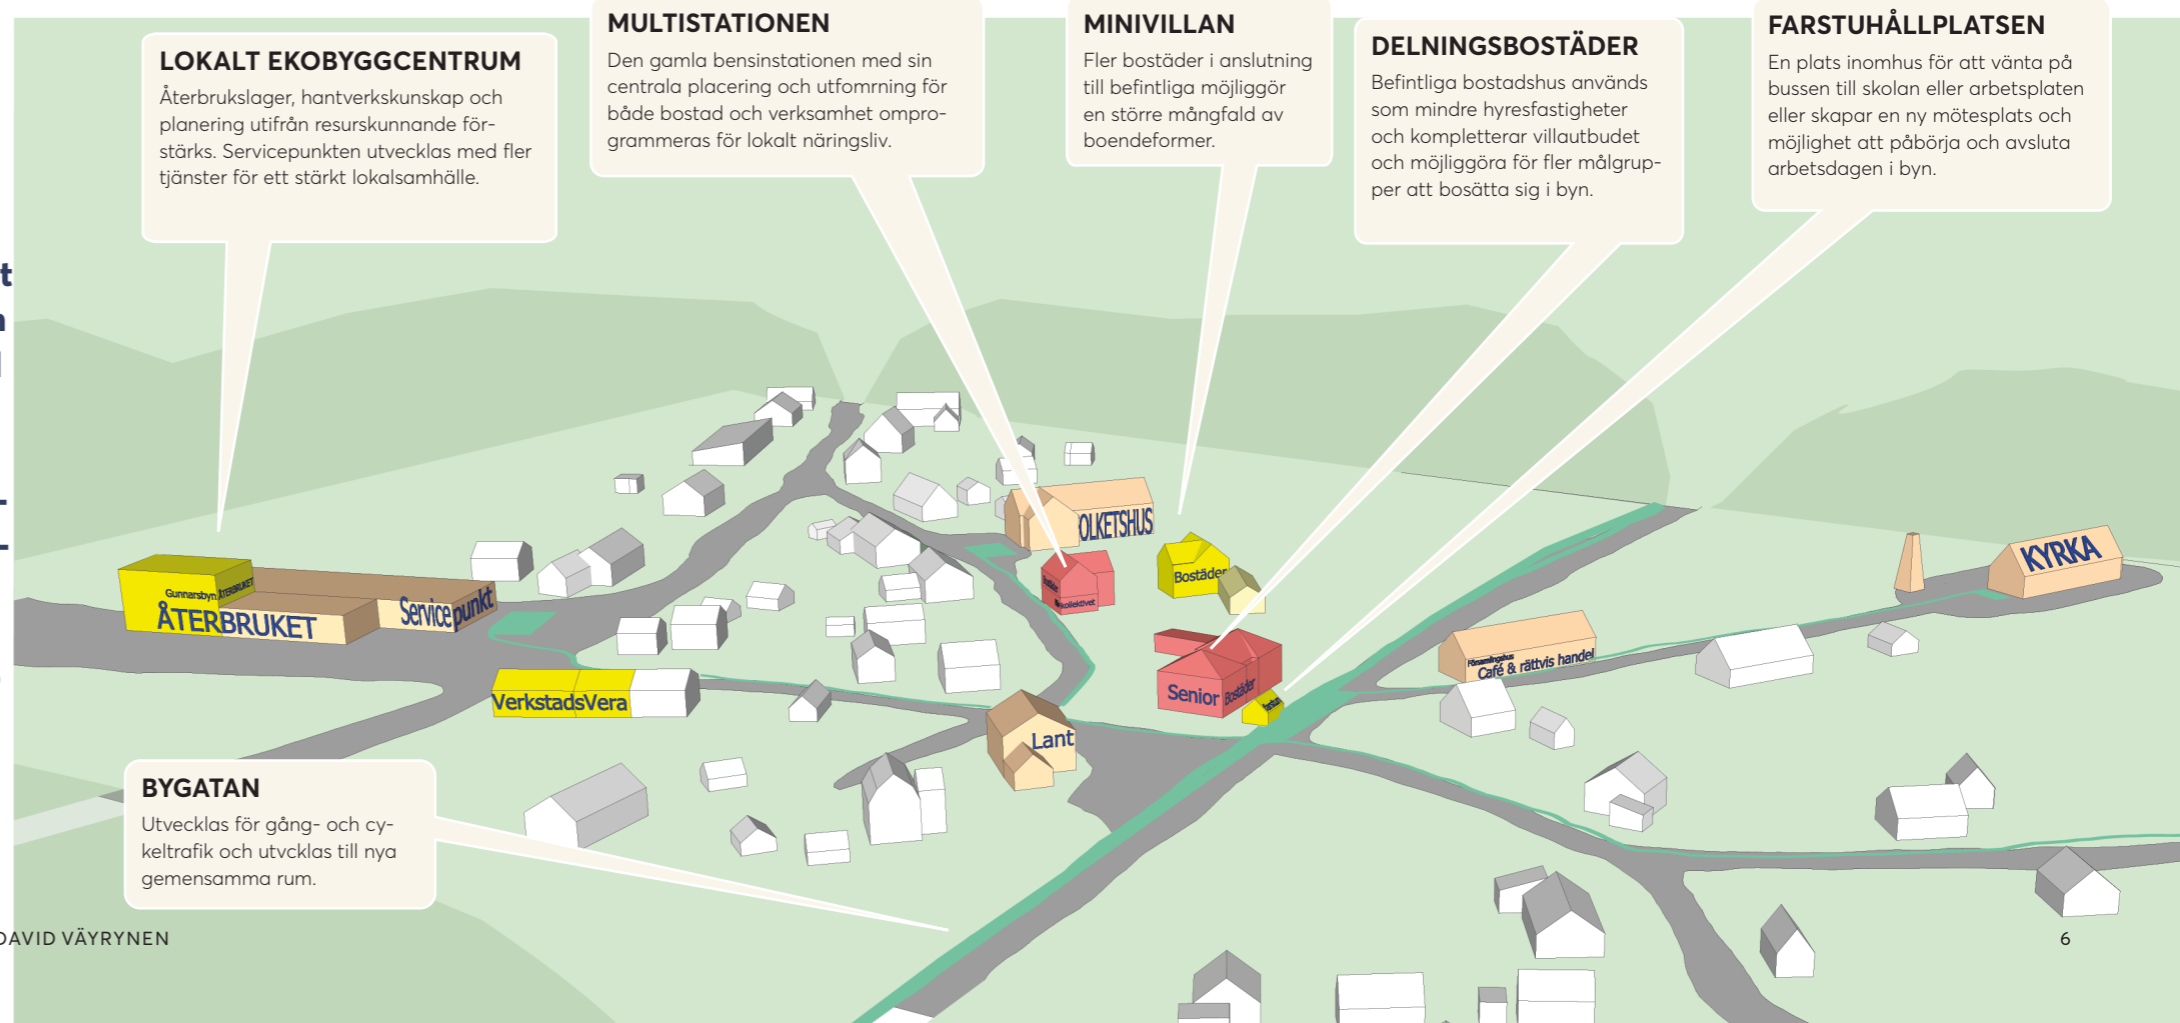 LOKALT EKOBYGGCENTRUM
Återbrukslager, hantverkskunskap och
planering utifrån resurskunnande för-
stärks. Servicepunkten utvecklas med fler
tjänster för ett stärkt lokalsamhälle.
MULTISTATIONEN
Den gamla bensinstationen med sin
centrala placering och utfomrning för
både bostad och verksamhet ompro-
grammeras för lokalt näringsliv.
MINIVILLAN
Fler bostäder i anslutning
till befintliga möjliggör
en större mångfald av
boendeformer.
DELNINGSBOSTÄDER
Befintliga bostadshus används
som mindre hyresfastigheter
och kompletterar villautbudet
och möjliggöra för fler målgrup-
per att bosätta sig i byn.
FARSTUHÅLLPLATSEN
En plats inomhus för att vänta på
bussen till skolan eller arbetsplaten
eller skapar en ny mötesplats och
möjlighet att påbörja och avsluta
arbetsdagen i byn.
t
OLKETSHUS
KYRKA
Bostäder
Gunnarsbyn ÅTERBRUKET
ÅTERBRUKET
Servicepunkt
kollektivet
Församlingshus
Café & rättvis handel
Senior Bostäder
VerkstadsVera
Lant
BYGATAN
Utvecklas för gång- och cy-
keltrafik och utvcklas till nya
gemensamma rum.
DAVID VÄYRYNEN
6